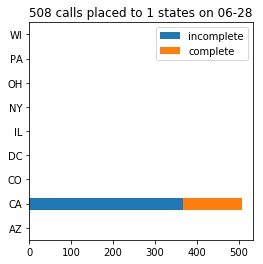 508 calls placed to 1 states on 06-28
incomplete
complete
WI
PA
OH
NY
IL
DC
CO
CA
AZ
0 100 200 300 400 500